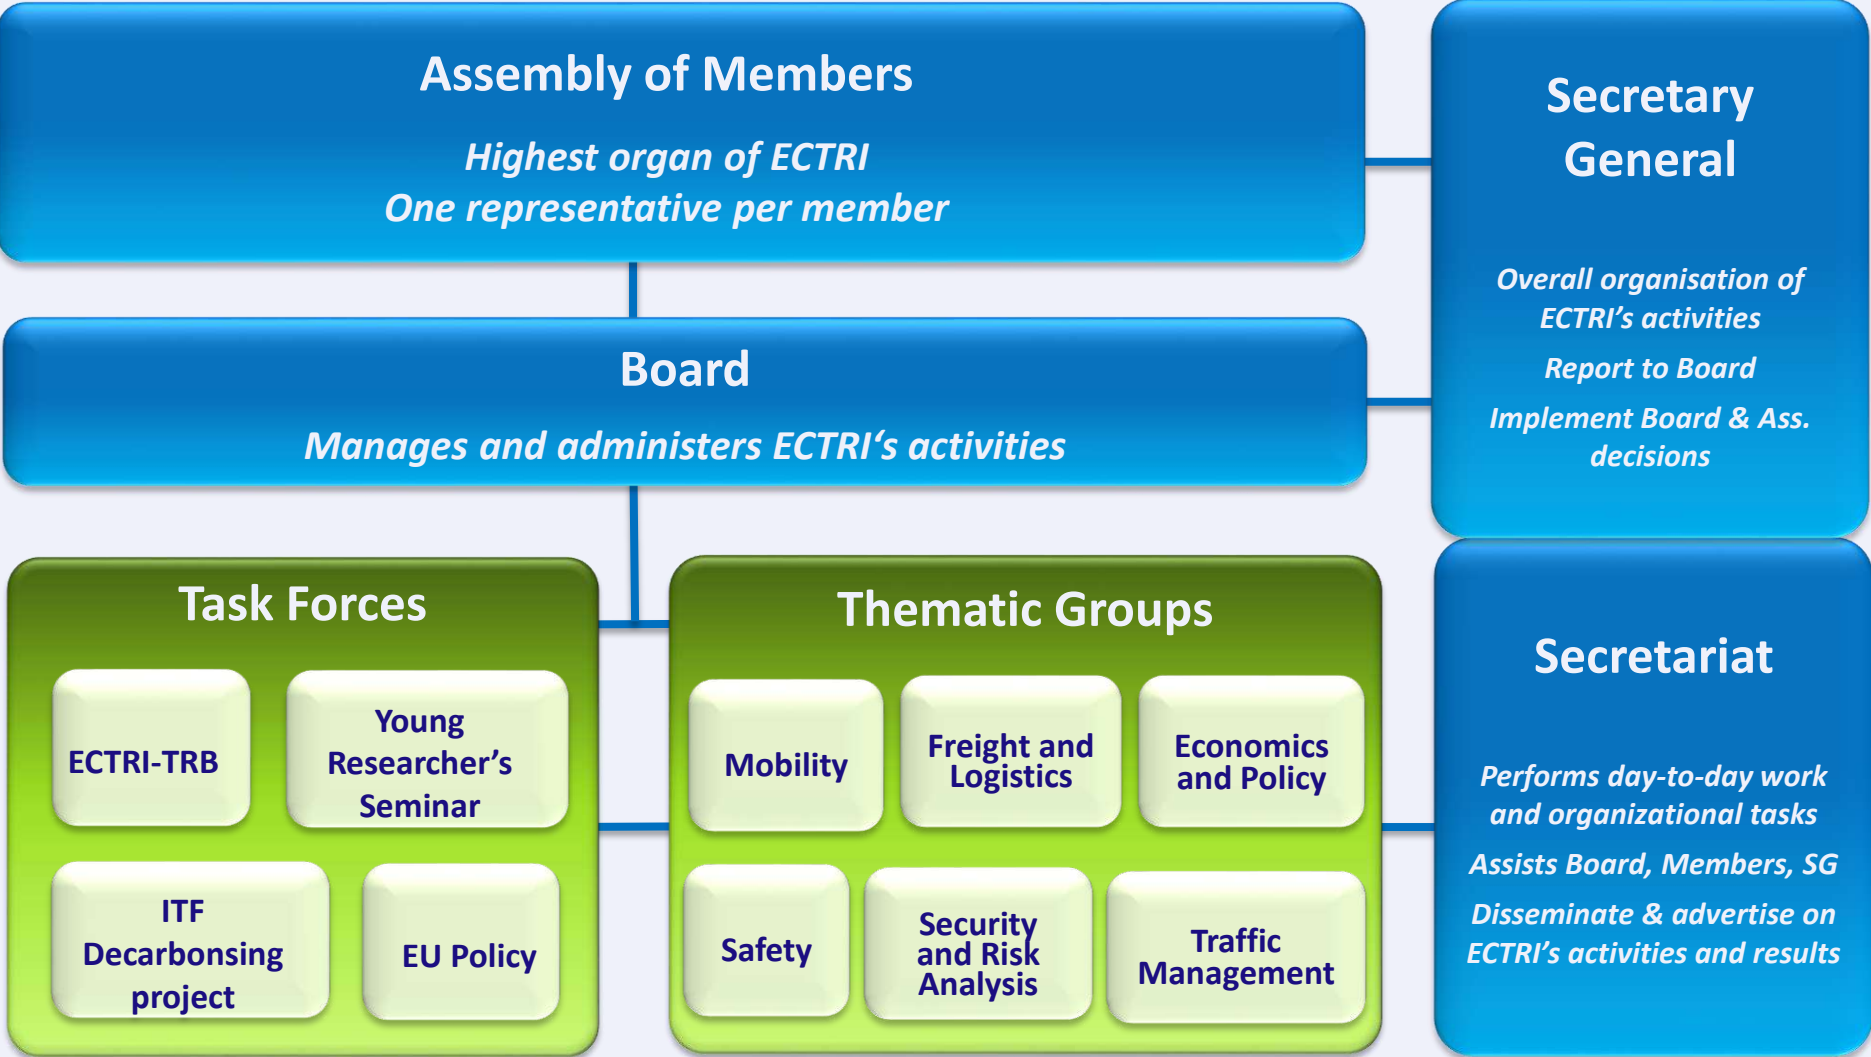 Assembly of Members
Highest organ of ECTRI
One representative per member
Secretary
General
Overall organisation of
ECTRI’s activities
Report to Board
Implement Board & Ass.
decisions
Board
Manages and administers ECTRI‘s activities
Task Forces
ECTRI-TRB
Young
Researcher’s
Seminar
ITF
Decarbonsing
project
EU Policy
Thematic Groups
Mobility
Freight and
Logistics
Economics
and Policy
Safety
Security
and Risk
Analysis
Traffic
Management
Secretariat
Performs day-to-day work
and organizational tasks
Assists Board, Members, SG
Disseminate & advertise on
ECTRI’s activities and results